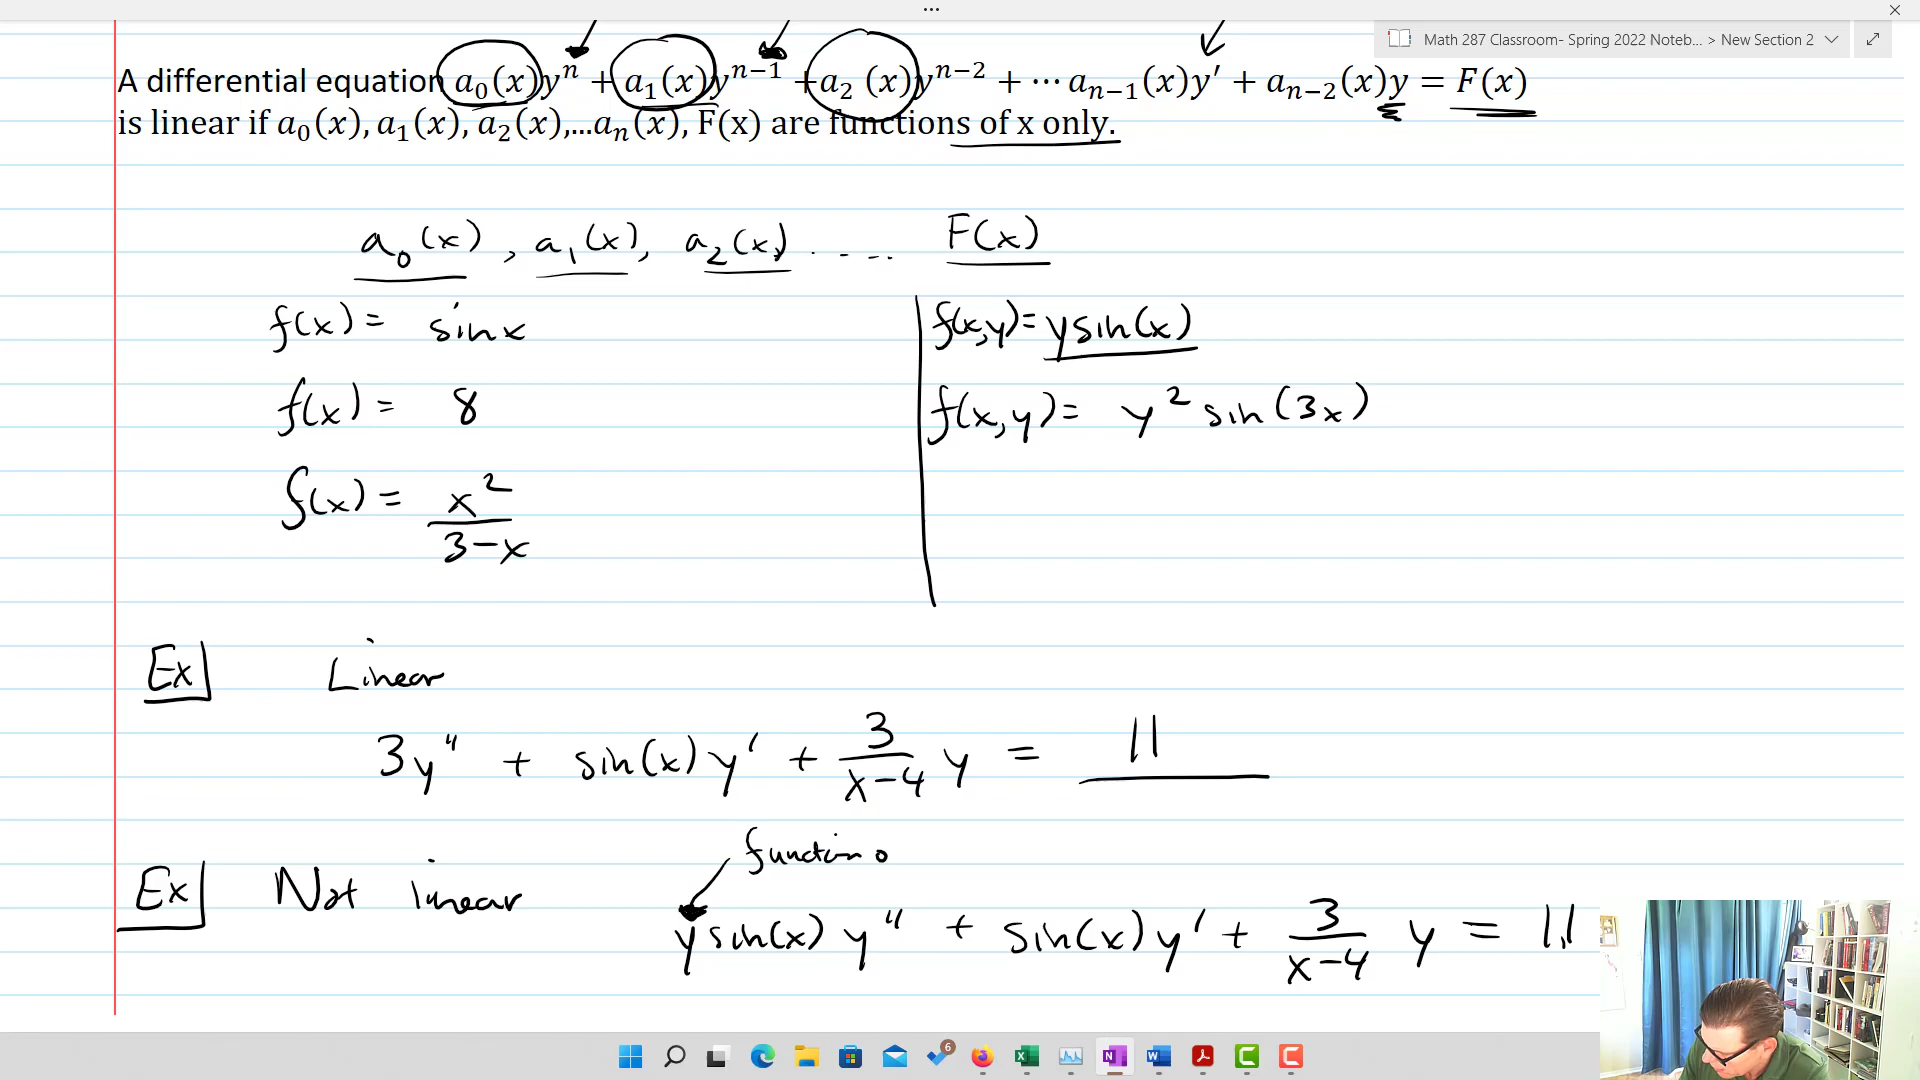 Math 287 Classroom- Spring 2022 Noteb... > New Section 2
A differential equation a₀(x)yⁿ + a₁(x)yⁿ⁻¹ + a₂ (x)yⁿ⁻² + ⋯ aₙ₋₁(x)y′ + aₙ₋₂(x)y = F(x)
is linear if a₀(x), a₁(x), a₂(x),...aₙ(x), F(x) are functions of x only.
a₀(x), a₁(x), a₂(x) ..... F(x)
f(x) = sinx
f(x,y) = ysin(x)
f(x) = 8
f(x,y) = y² sin(3x)
f(x) = x²/(3-x)
Ex Linear
3y" + sin(x) y' + 3/(x-4) y = 11
function o
Ex Not linear
ysin(x) y" + sin(x) y' + 3/(x-4) y = 11
6